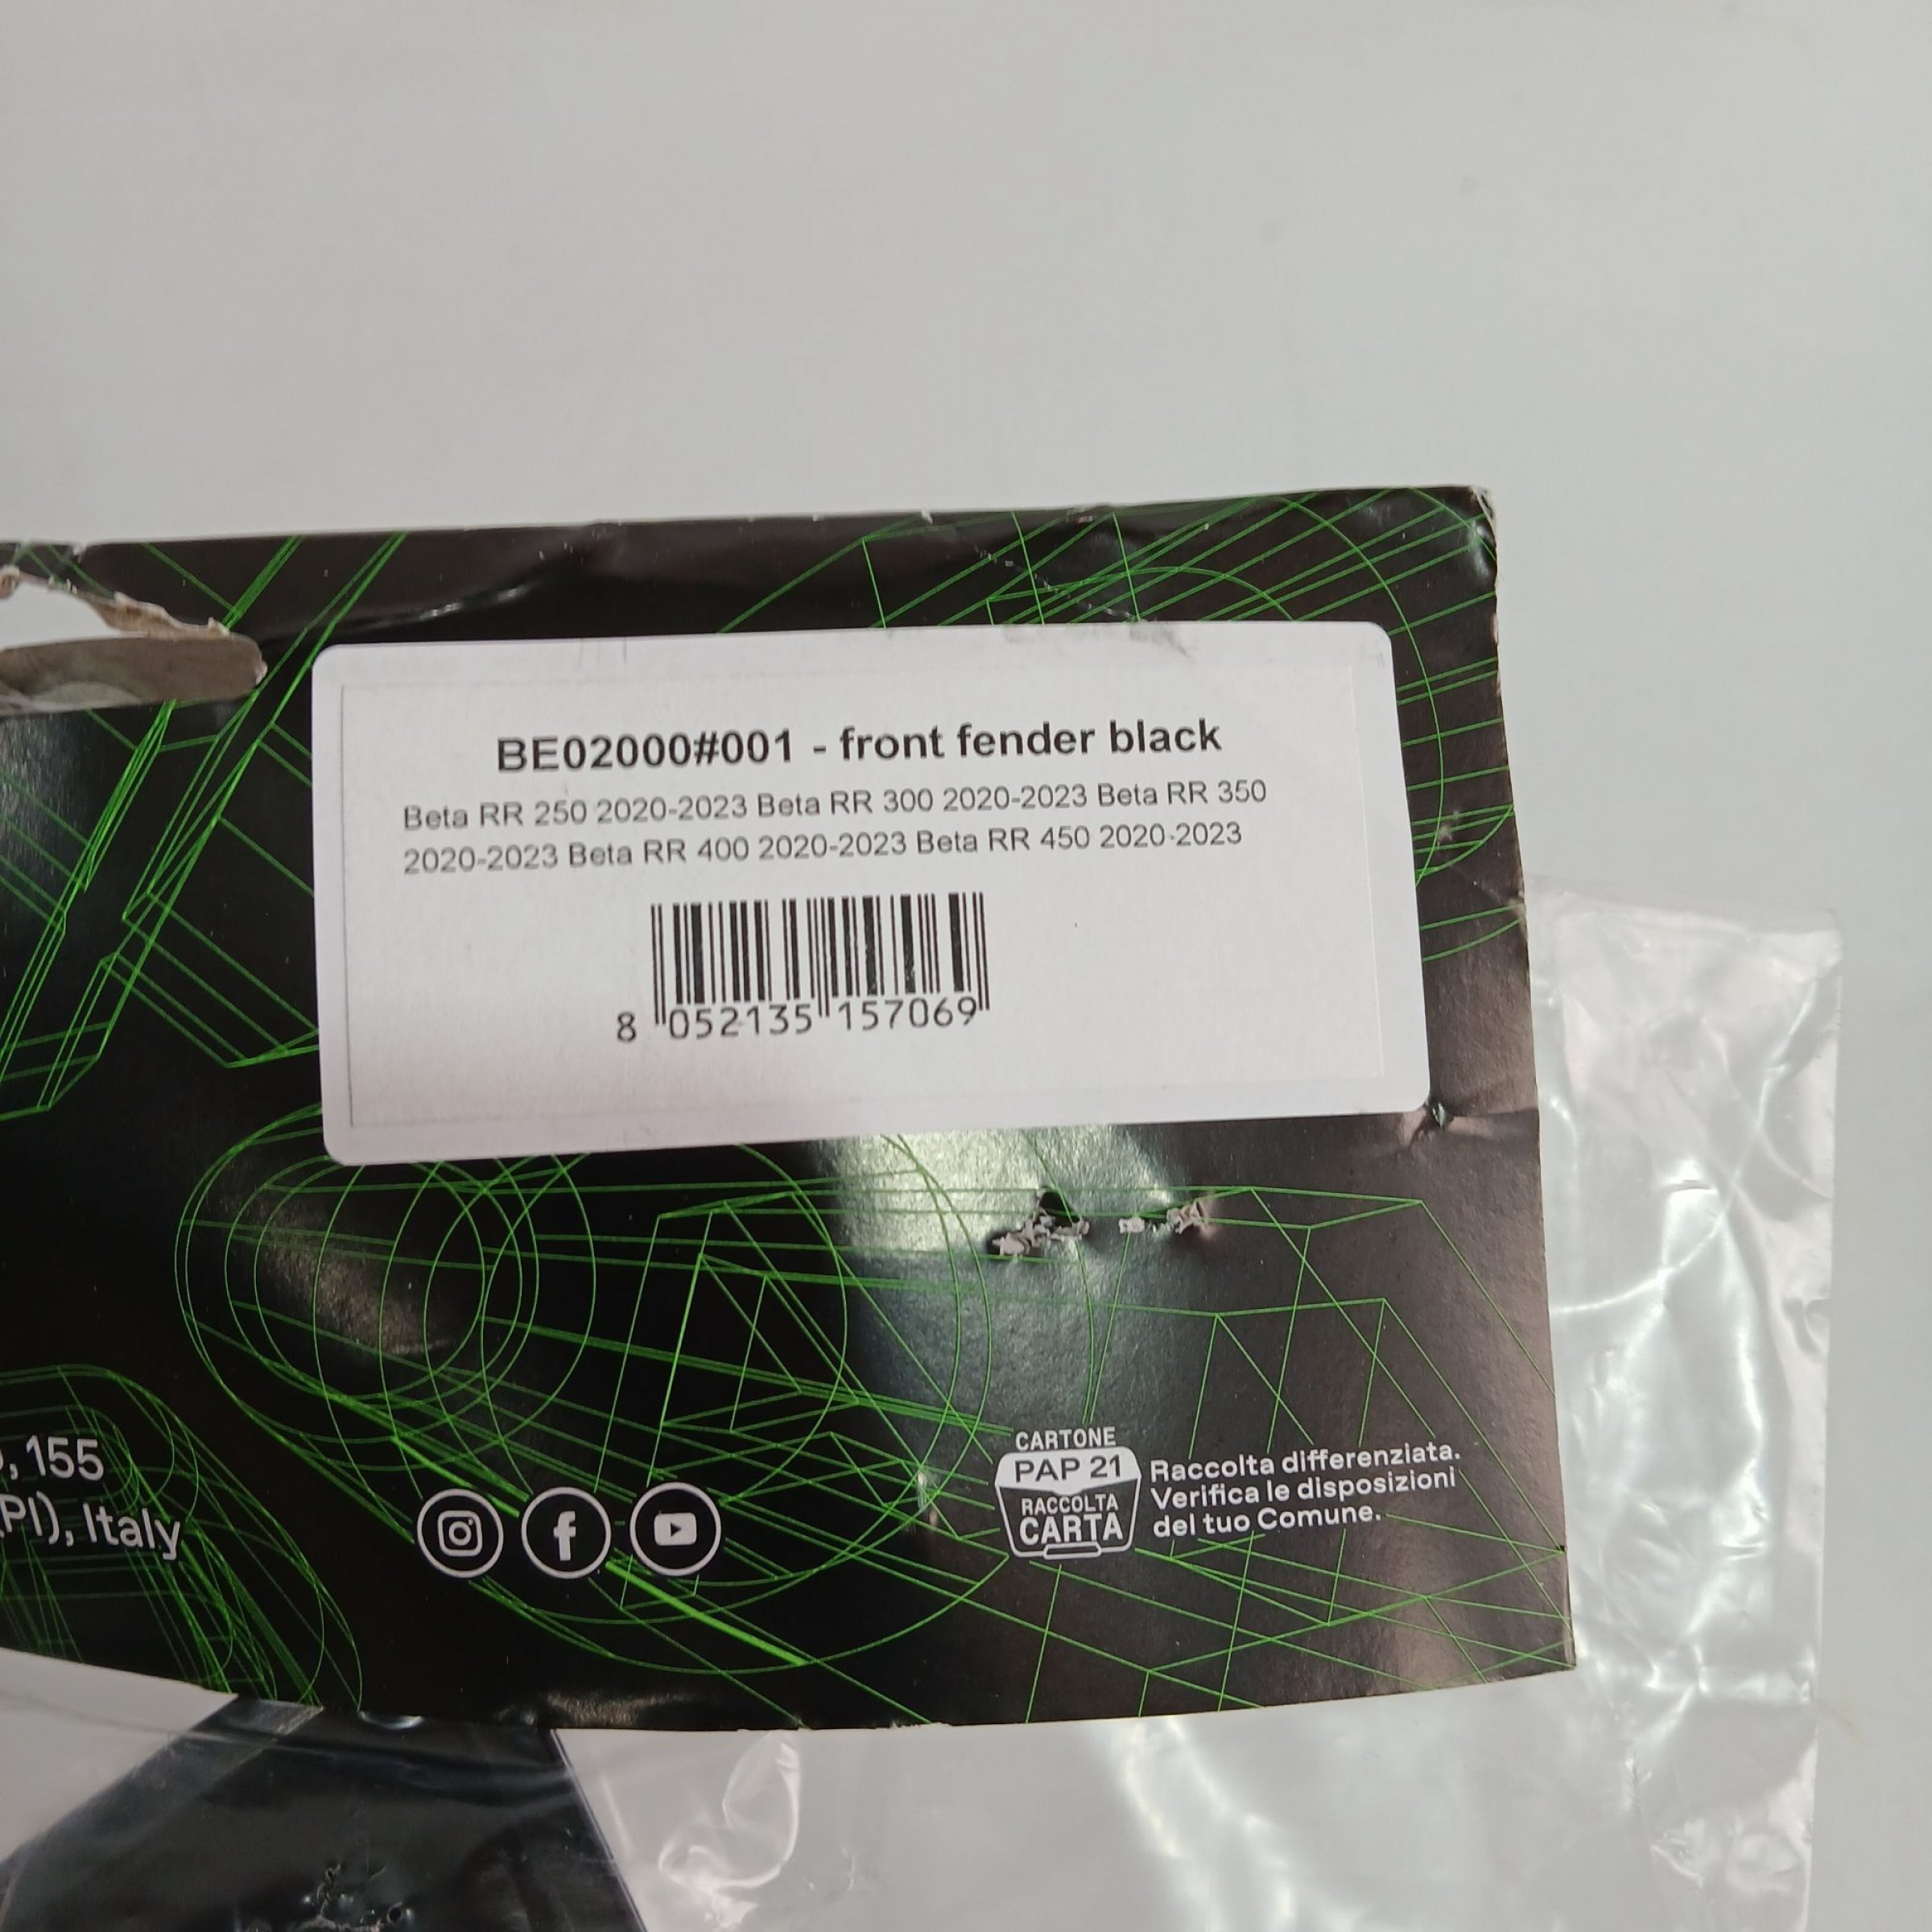 BE02000#001 - front fender black
Beta RR 250 2020-2023 Beta RR 300 2020-2023 Beta RR 350
2020-2023 Beta RR 400 2020-2023 Beta RR 450 2020-2023
8 052135 157069
, 155
(PI), Italy
CARTONE
PAP 21
RACCOLTA
CARTA
Raccolta differenziata.
Verifica le disposizioni
del tuo Comune.